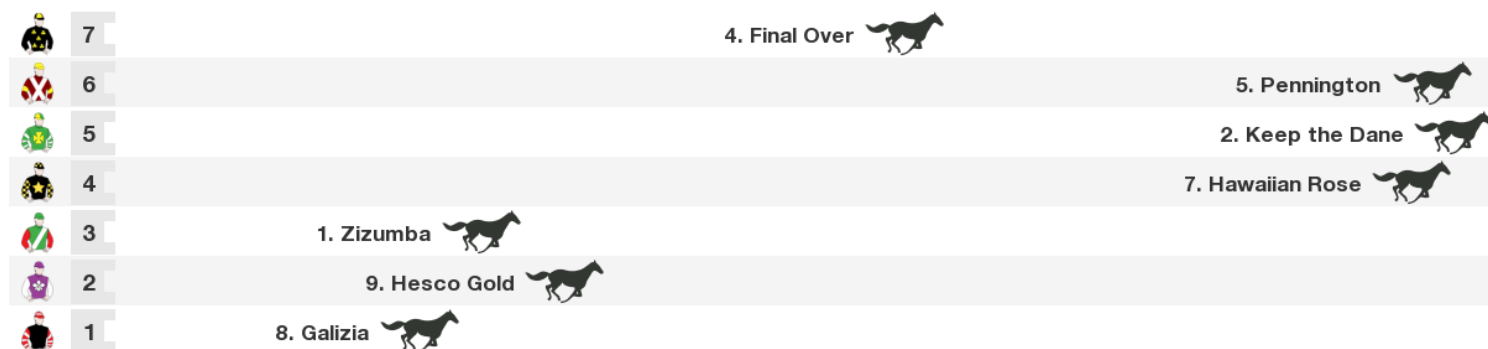 7 4. Final Over
6 5. Pennington
5 2. Keep the Dane
4 7. Hawaiian Rose
3 1. Zizumba
2 9. Hesco Gold
1 8. Galizia